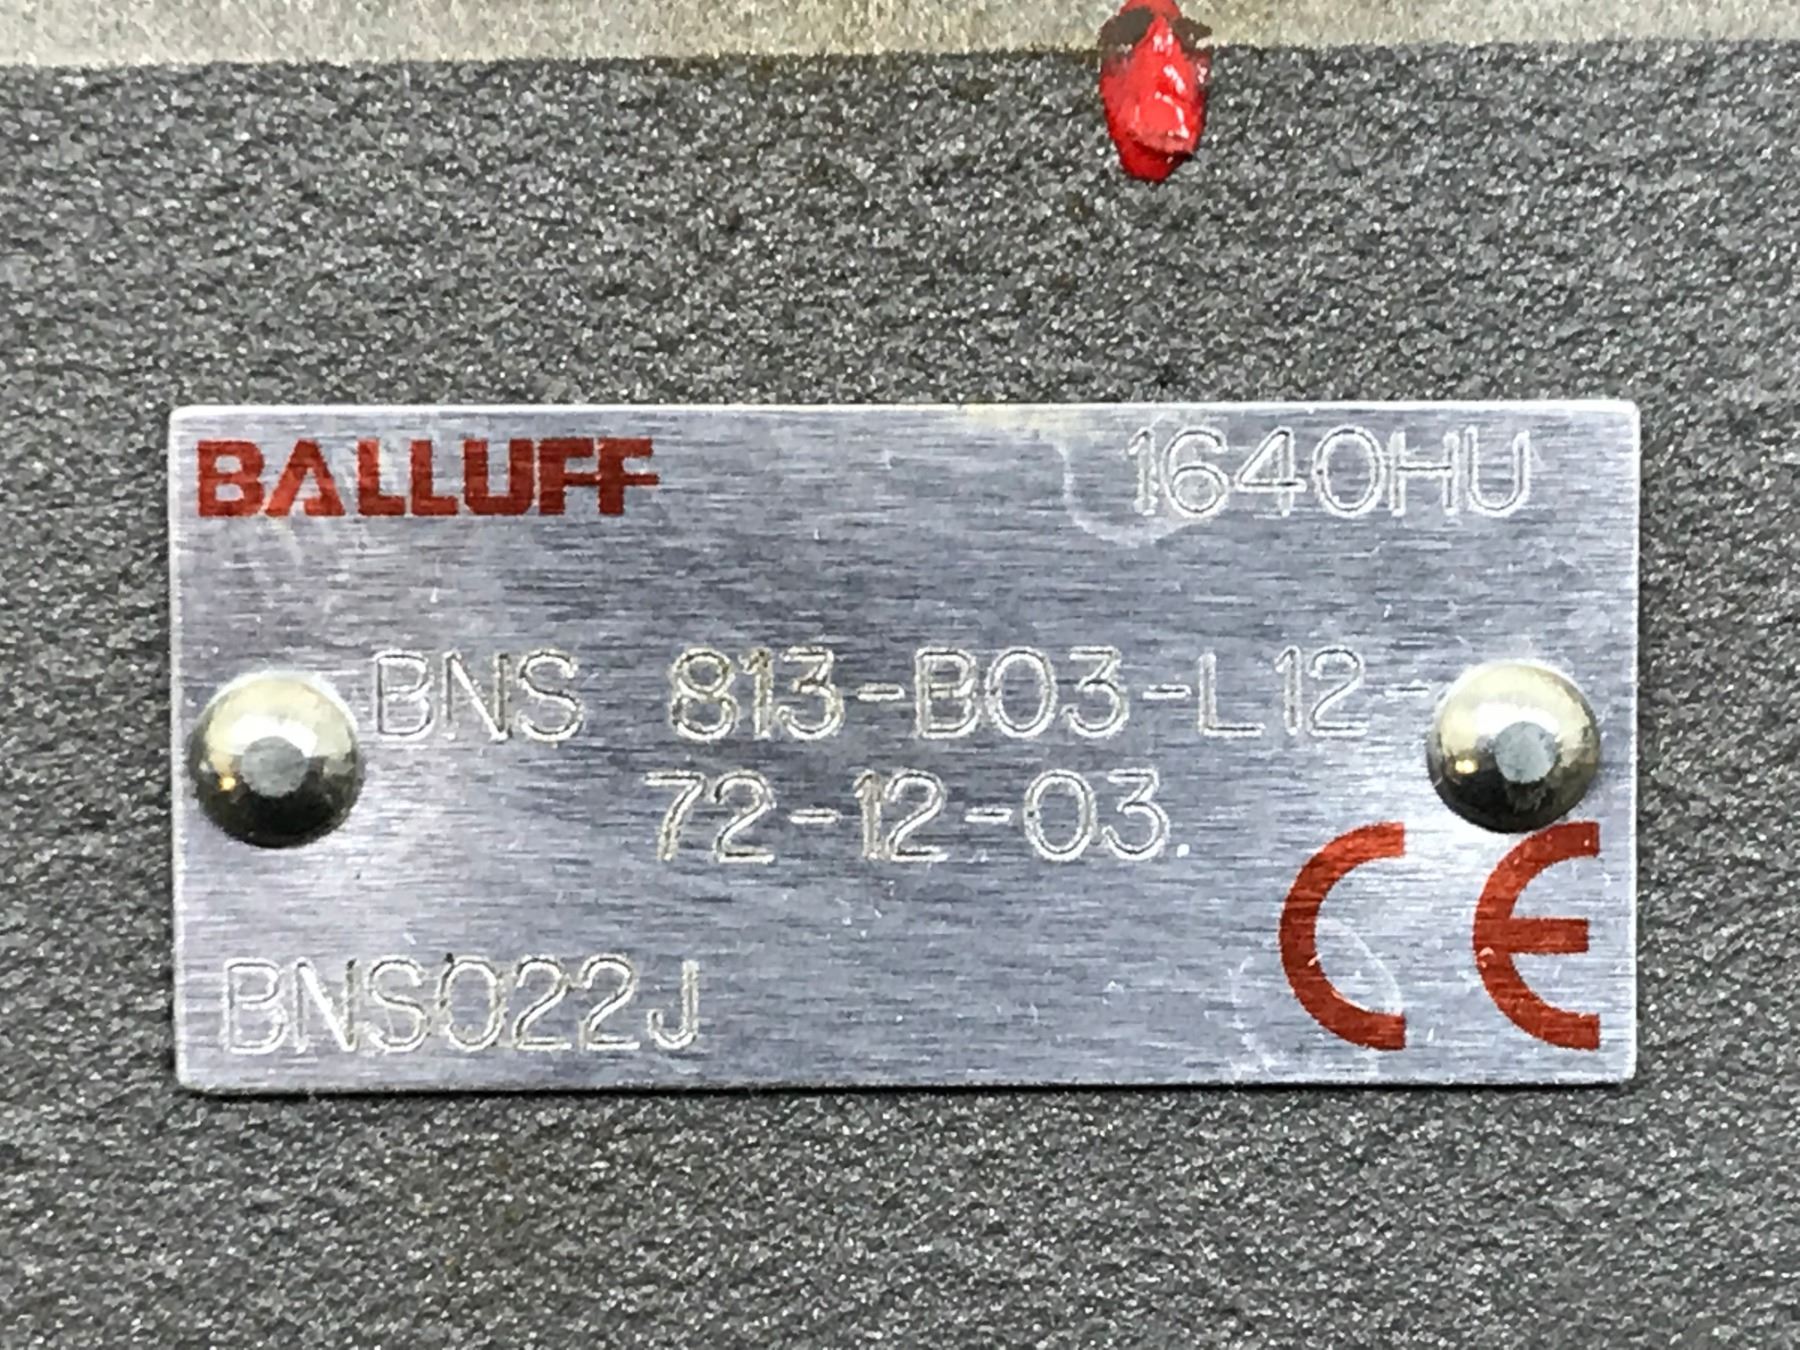 BALLUFF 1640HU
BNS 813-B03-L12-
72-12-03.
BNS022J
CE